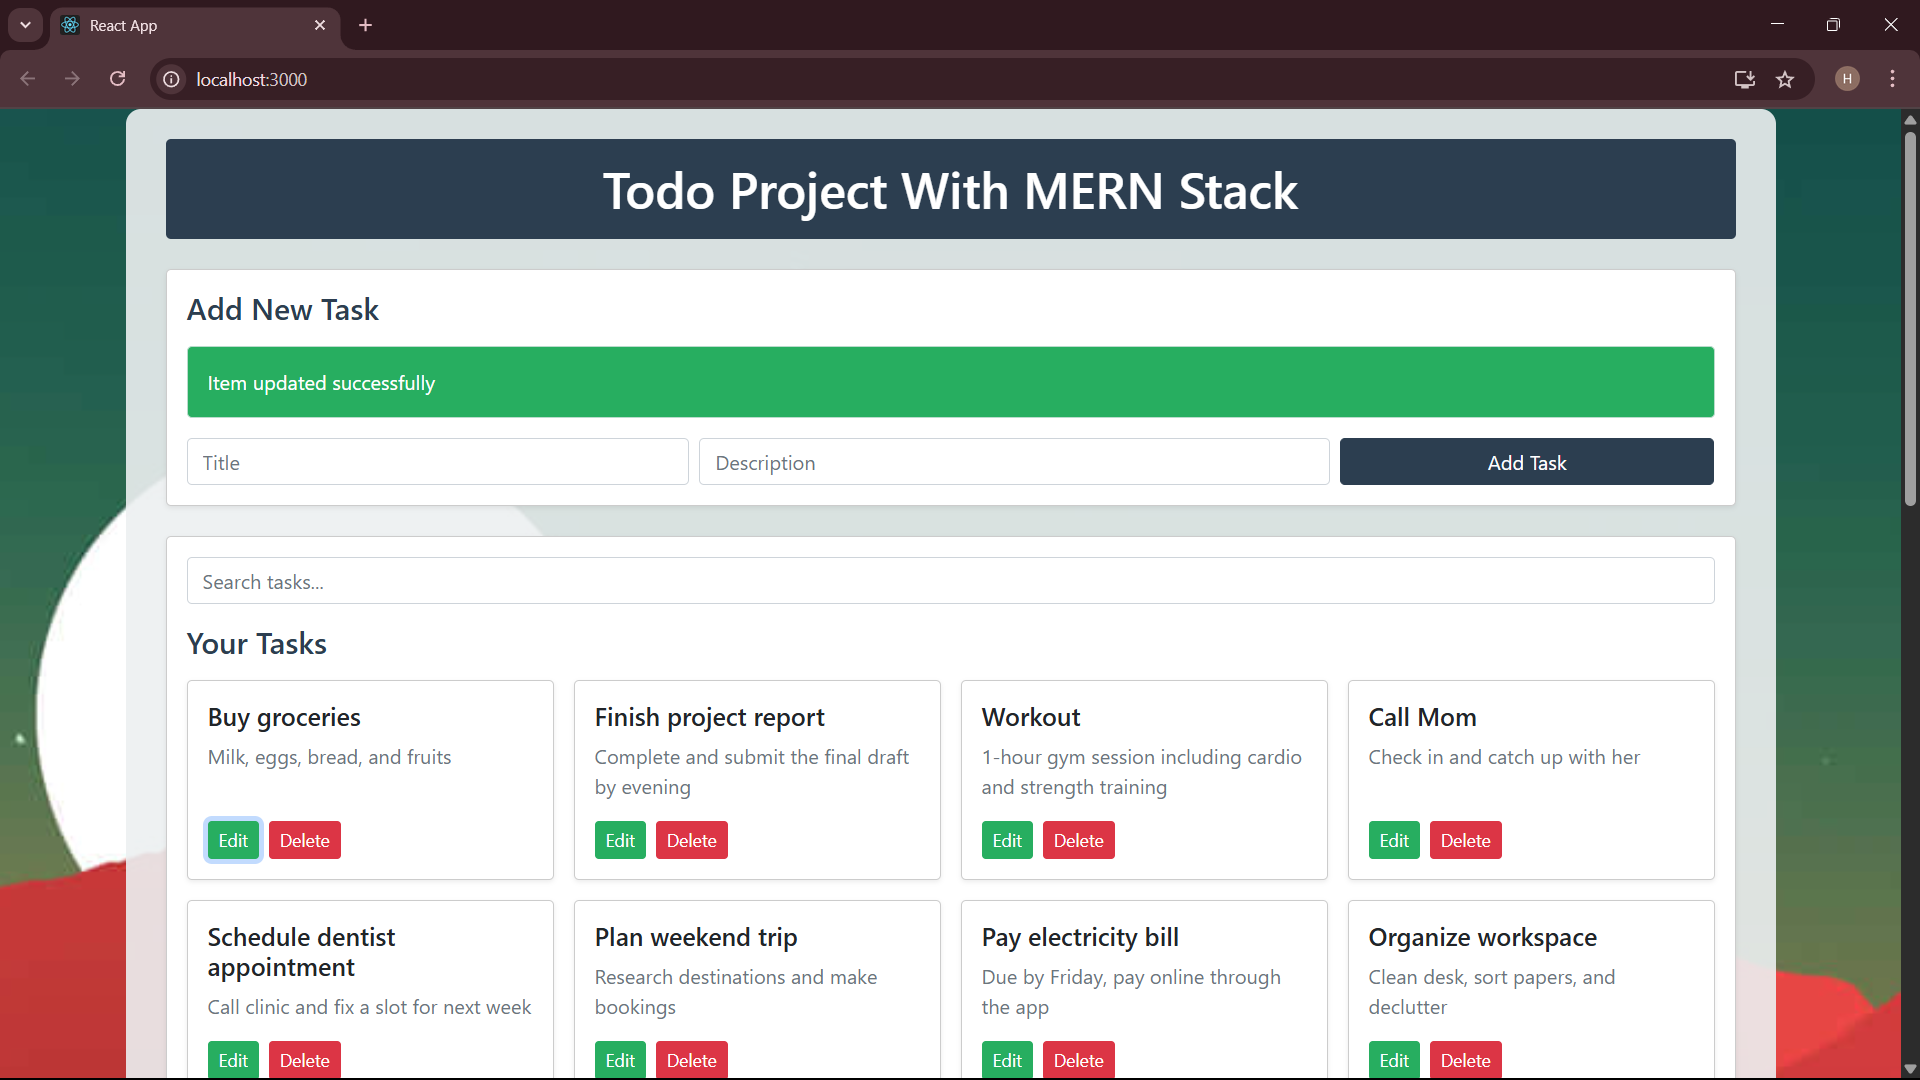 React App
localhost:3000
H
Todo Project With MERN Stack
Add New Task
Item updated successfully
Title Description Add Task
Search tasks...
Your Tasks
Buy groceries
Milk, eggs, bread, and fruits
Edit Delete
Finish project report
Complete and submit the final draft
by evening
Edit Delete
Workout
1-hour gym session including cardio
and strength training
Edit Delete
Call Mom
Check in and catch up with her
Edit Delete
Schedule dentist
appointment
Call clinic and fix a slot for next week
Edit Delete
Plan weekend trip
Research destinations and make
bookings
Edit Delete
Pay electricity bill
Due by Friday, pay online through
the app
Edit Delete
Organize workspace
Clean desk, sort papers, and
declutter
Edit Delete